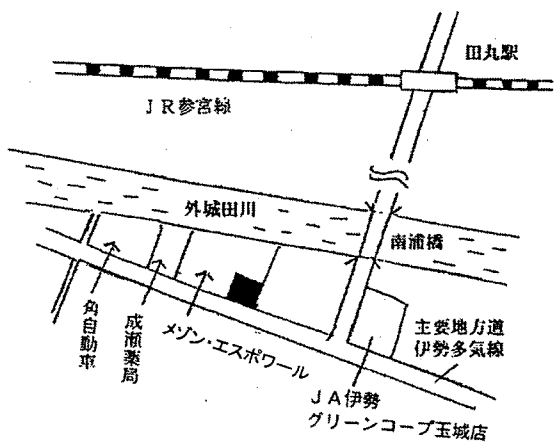 田丸駅
JR参宮線
外城田川
南浦橋
角自動車
成瀬薬局
メゾン・エスポワール
JA伊勢
グリーンコープ玉城店
主要地方道
伊勢多気線